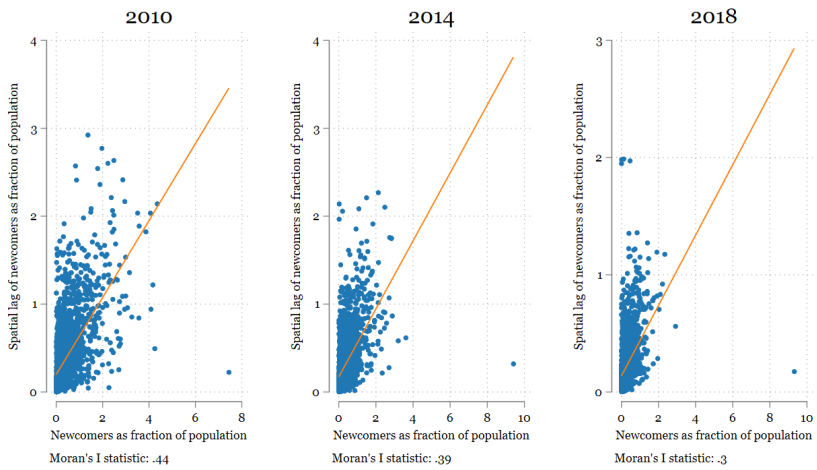 2010
Spatial lag of newcomers as fraction of population
4
3
2
1
0
0 2 4 6 8
Newcomers as fraction of population
Moran's I statistic: .44
2014
Spatial lag of newcomers as fraction of population
4
3
2
1
0
0 2 4 6 8 10
Newcomers as fraction of population
Moran's I statistic: .39
2018
Spatial lag of newcomers as fraction of population
3
2
1
0
0 2 4 6 8 10
Newcomers as fraction of population
Moran's I statistic: .3